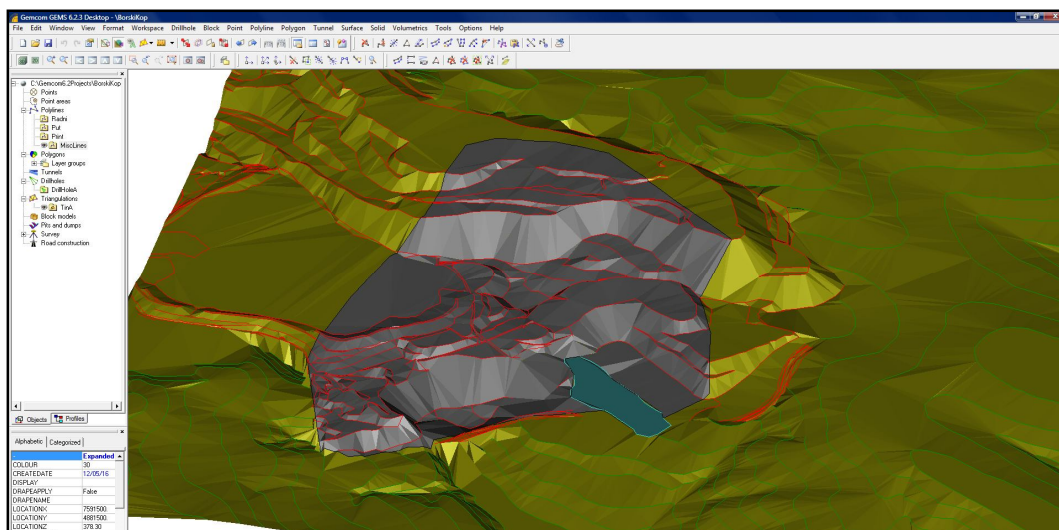 Gemcom GEMS 6.2.3 Desktop - \BorskiKop
File Edit Window View Format Workspace Drillhole Block Point Polyline Polygon Tunnel Surface Solid Volumetrics Tools Options Help
C:\Gemcom6.2Projects\BorskiKop
Points
Point areas
Polylines
Radni
Put
Print
MiscLines
Polygons
Layer groups
Tunnels
Drillholes
DrillHoleA
Triangulations
TinA
Block models
Pits and dumps
Survey
Road construction
Objects Profiles
Alphabetic Categorized
- Expanded
COLOUR 30
CREATEDATE 12/05/16
DISPLAY
DRAPEAPPLY False
DRAPENAME
LOCATIONX 7591500.
LOCATIONY 4881500.
LOCATIONZ 378.30